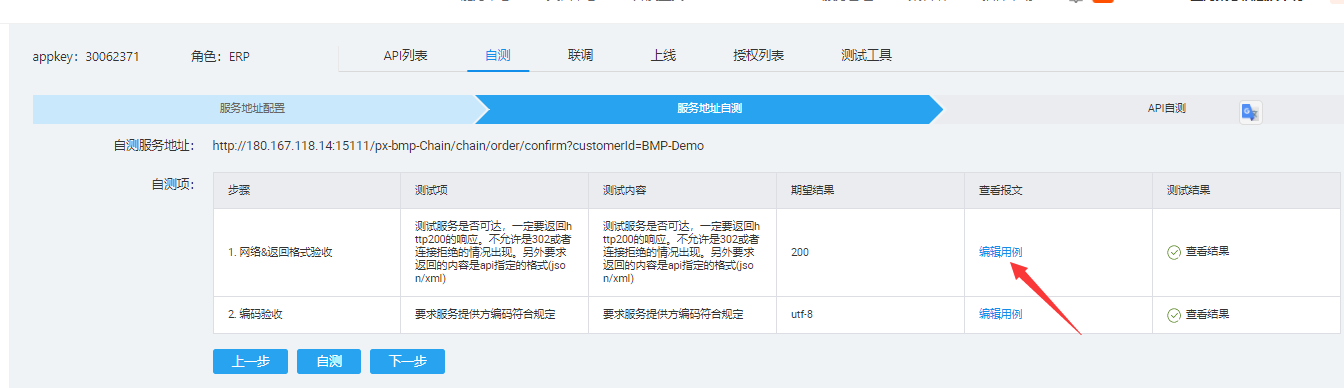 appkey：30062371
角色：ERP
API列表
自测
联调
上线
授权列表
测试工具
服务地址配置
服务地址自测
API自测
自测服务地址：
http://180.167.118.14:15111/px-bmp-Chain/chain/order/confirm?customerId=BMP-Demo
自测项：
步骤
测试项
测试内容
期望结果
查看报文
测试结果
1. 网络&返回格式验收
测试服务是否可达，一定要返回h
ttp200的响应。不允许是302或者
连接拒绝的情况出现。另外要求
返回的内容是api指定的格式(jso
n/xml)
测试服务是否可达，一定要返回h
ttp200的响应。不允许是302或者
连接拒绝的情况出现。另外要求
返回的内容是api指定的格式(jso
n/xml)
200
编辑用例
查看结果
2. 编码验收
要求服务提供方编码符合规定
要求服务提供方编码符合规定
utf-8
编辑用例
查看结果
上一步
自测
下一步